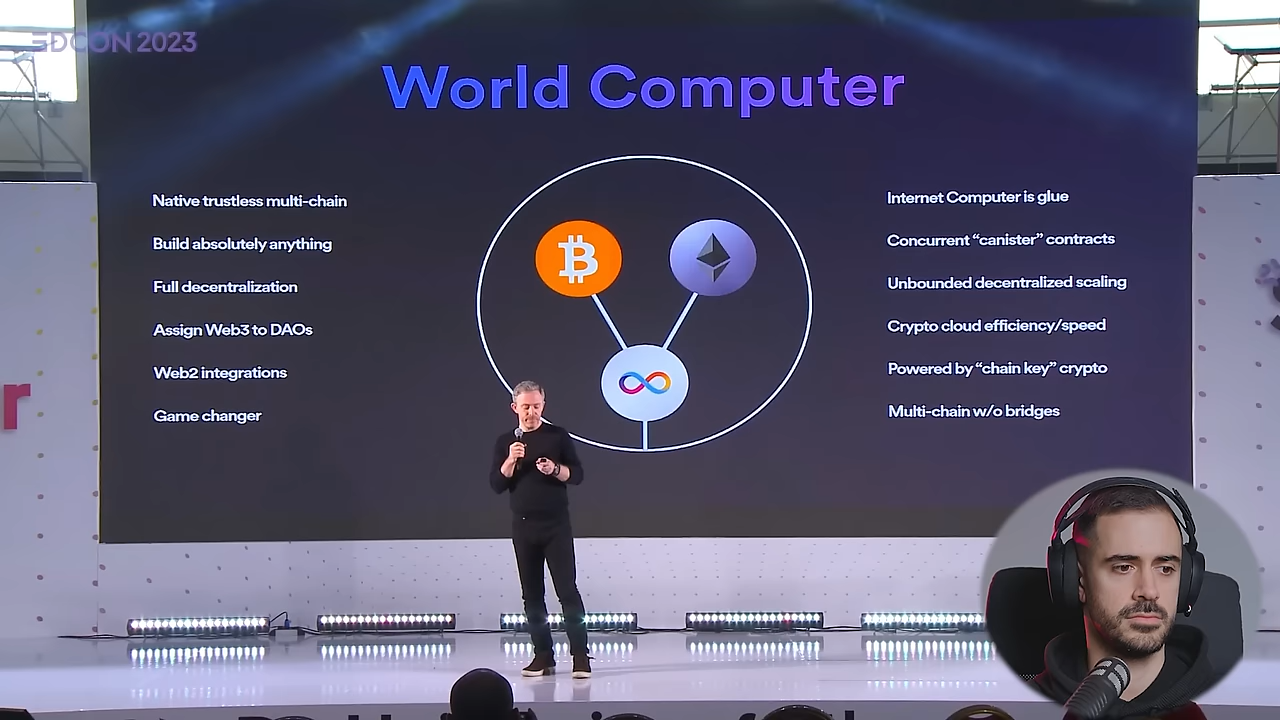 EDCON 2023
World Computer
Native trustless multi-chain
Build absolutely anything
Full decentralization
Assign Web3 to DAOs
Web2 integrations
Game changer
Internet Computer is glue
Concurrent “canister” contracts
Unbounded decentralized scaling
Crypto cloud efficiency/speed
Powered by “chain key” crypto
Multi-chain w/o bridges
r